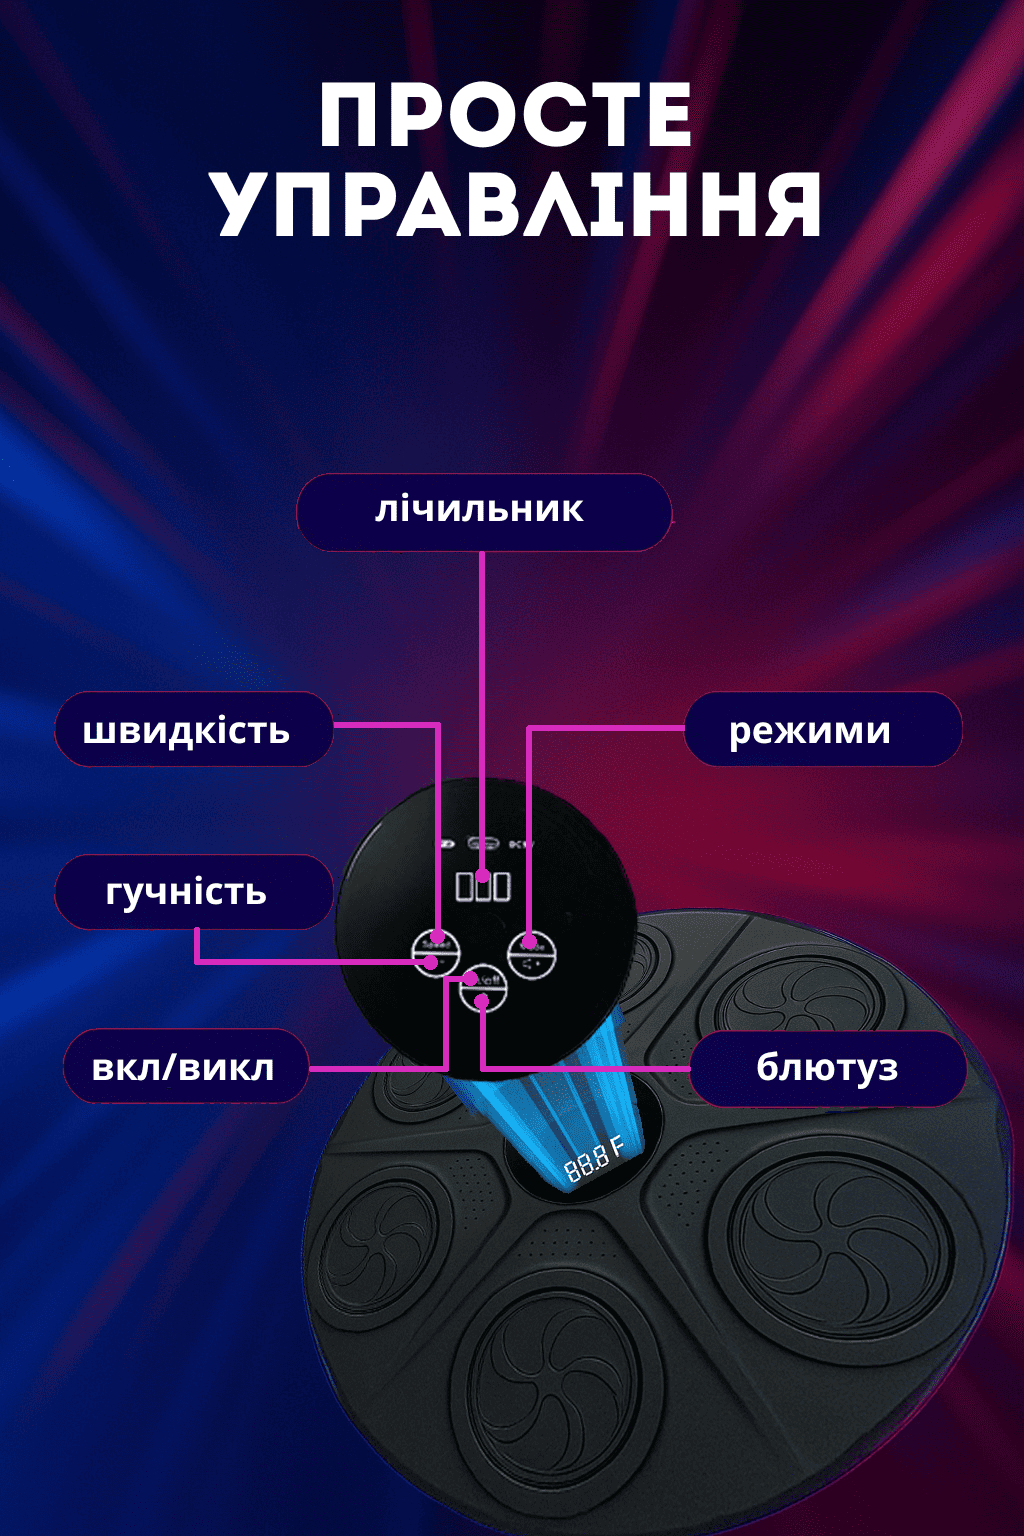 ПРОСТЕ
УПРАВЛІННЯ
лічильник
швидкість
режими
гучність
вкл/викл
блютуз
88.8 F